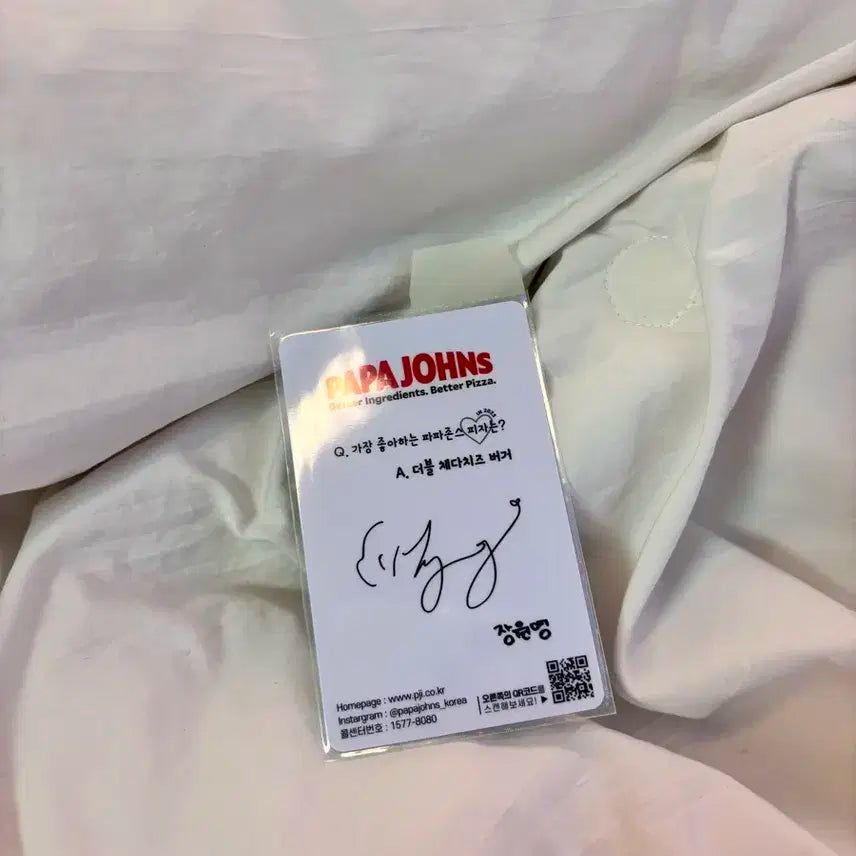 PAPA JOHNS
Better Ingredients. Better Pizza.
Q. 가장 좋아하는 파파존스 피자는?
A. 더블 체다치즈 버거
장원영
Homepage : www.pji.co.kr
Instargram : @papajohns_korea
콜센터번호 : 1577-8080
오른쪽의 QR코드를
스캔해보세요! ▶